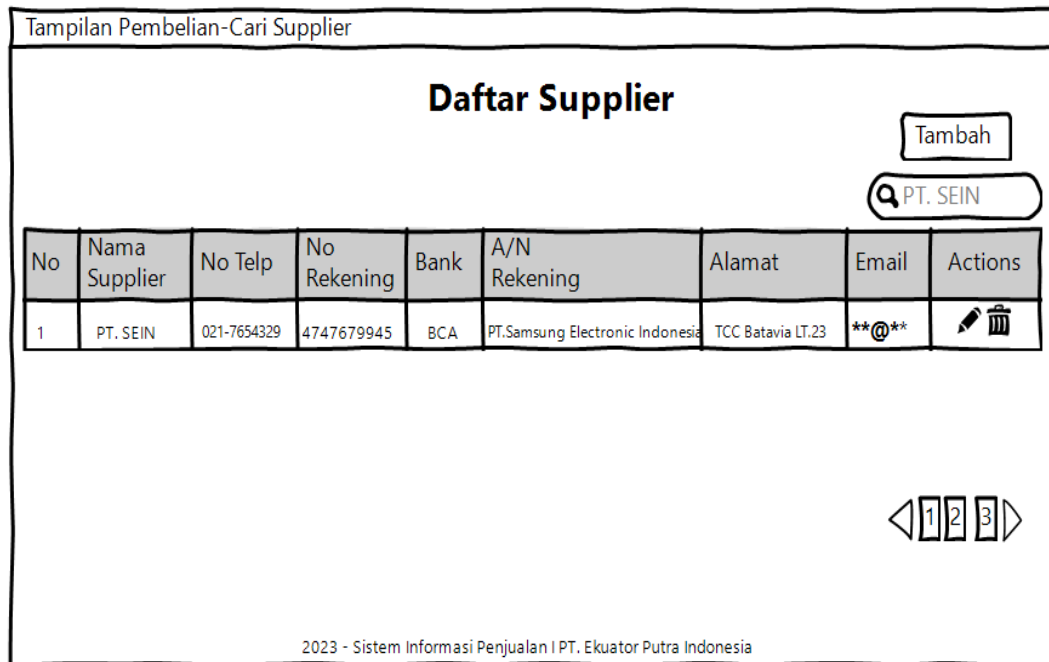 Tampilan Pembelian-Cari Supplier
Daftar Supplier
Tambah
PT. SEIN
No Nama Supplier No Telp No Rekening Bank A/N Rekening Alamat Email Actions
1 PT. SEIN 021-7654329 4747679945 BCA PT.Samsung Electronic Indonesia TCC Batavia LT.23 **@**
1 2 3
2023 - Sistem Informasi Penjualan I PT. Ekuator Putra Indonesia